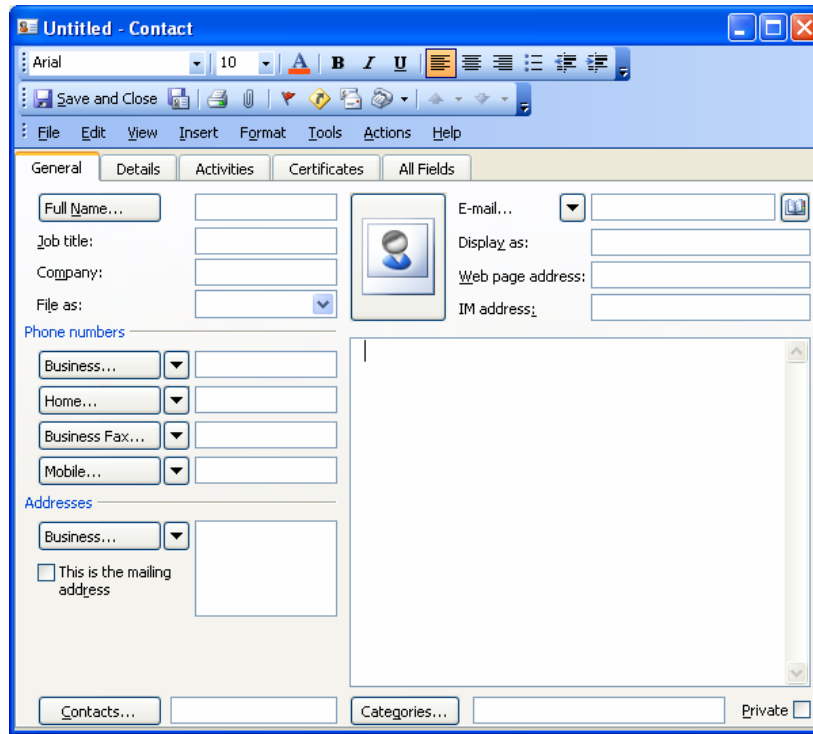 Untitled - Contact
Arial 10 A B I U
Save and Close
File Edit View Insert Format Tools Actions Help
General Details Activities Certificates All Fields
Full Name...
Job title:
Company:
File as:
E-mail...
Display as:
Web page address:
IM address:
Phone numbers
Business...
Home...
Business Fax...
Mobile...
Addresses
Business...
This is the mailing
address
Contacts... Categories... Private